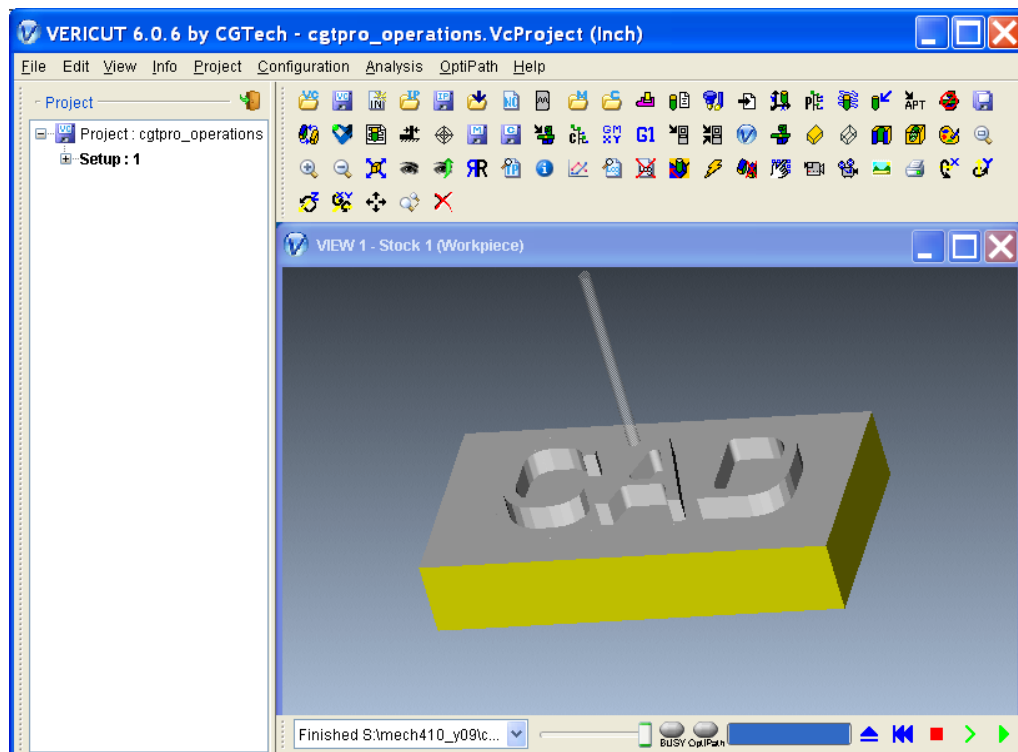 VERICUT 6.0.6 by CGTech - cgtpro_operations.VcProject (Inch)
File Edit View Info Project Configuration Analysis OptiPath Help
Project
Project : cgtpro_operations
Setup : 1
VIEW 1 - Stock 1 (Workpiece)
CAD
Finished S:\mech410_y09\c...
BUSY OptiPath